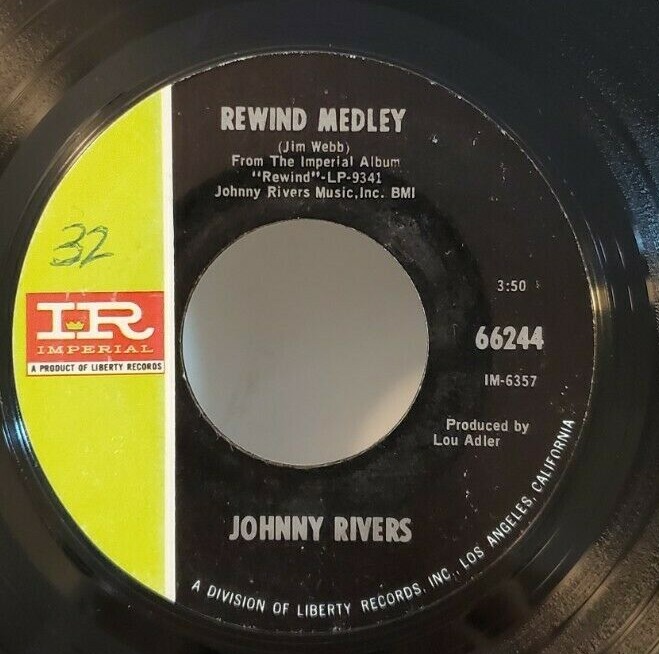 REWIND MEDLEY
(Jim Webb)
From The Imperial Album
"Rewind"-LP-9341
Johnny Rivers Music,Inc. BMI
32
IR
IMPERIAL
A PRODUCT OF LIBERTY RECORDS
3:50
66244
IM-6357
Produced by
Lou Adler
JOHNNY RIVERS
A DIVISION OF LIBERTY RECORDS, INC., LOS ANGELES, CALIFORNIA